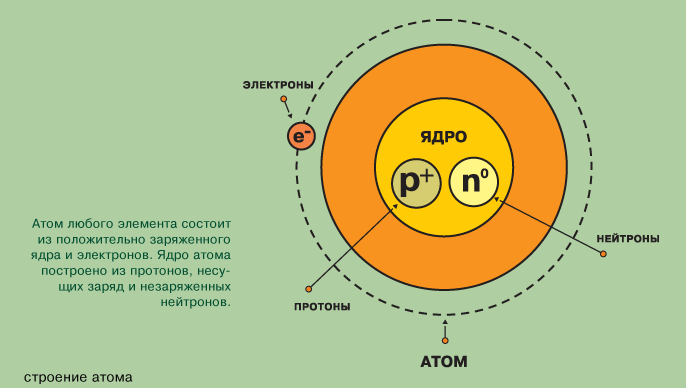 ЭЛЕКТРОНЫ
e⁻
ЯДРО
p⁺
n⁰
Атом любого элемента состоит
из положительно заряженного
ядра и электронов. Ядро атома
построено из протонов, несу-
щих заряд и незаряженных
нейтронов.
НЕЙТРОНЫ
ПРОТОНЫ
АТОМ
строение атома